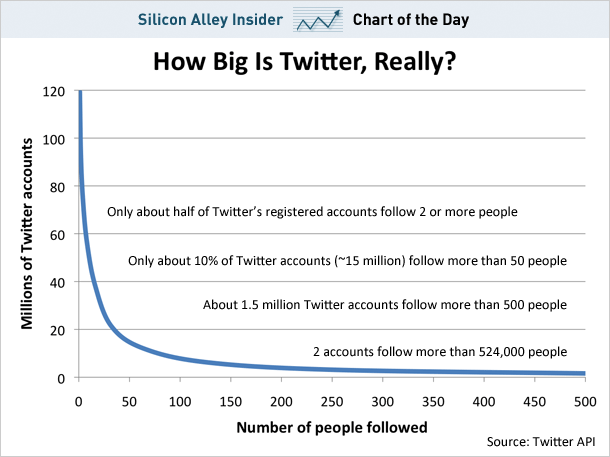 Silicon Alley Insider Chart of the Day
How Big Is Twitter, Really?
Millions of Twitter accounts
120
100
80
60
40
20
0
Only about half of Twitter's registered accounts follow 2 or more people
Only about 10% of Twitter accounts (~15 million) follow more than 50 people
About 1.5 million Twitter accounts follow more than 500 people
2 accounts follow more than 524,000 people
0 50 100 150 200 250 300 350 400 450 500
Number of people followed
Source: Twitter API